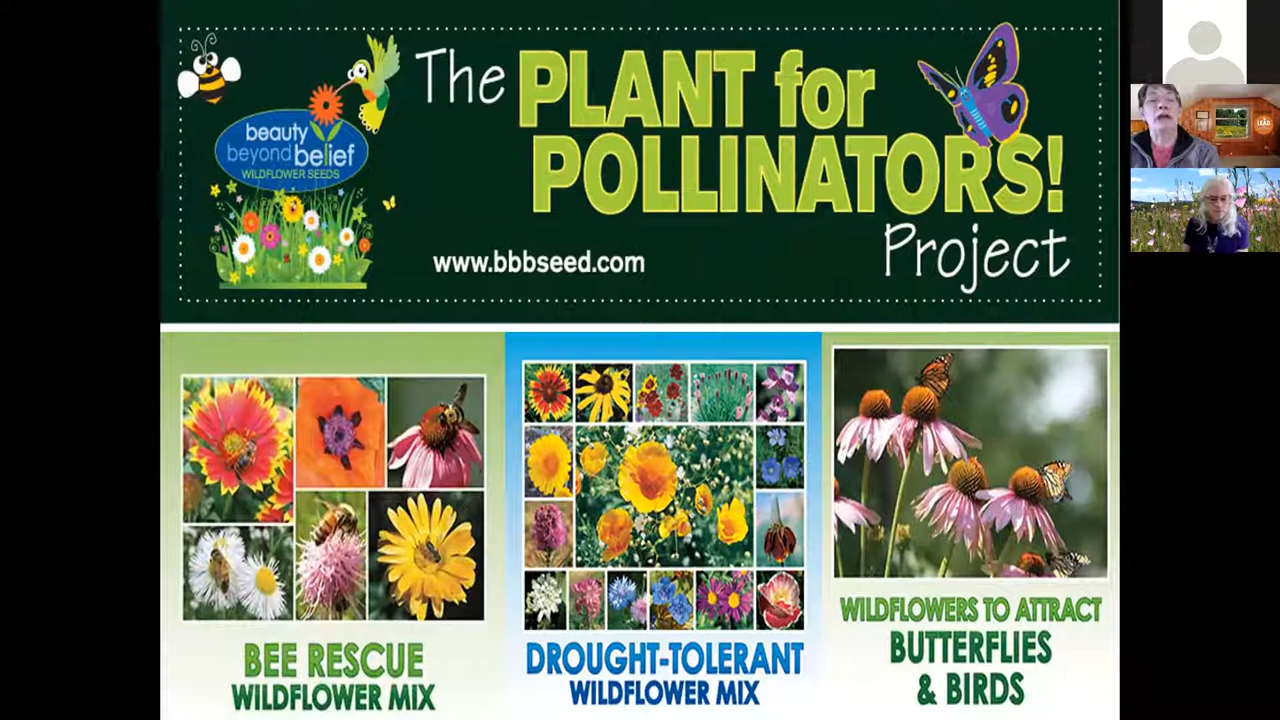 The PLANT for
POLLINATORS!
Project
beauty
beyond belief
WILDFLOWER SEEDS
www.bbbseed.com
LEAD
BEE RESCUE
WILDFLOWER MIX
DROUGHT-TOLERANT
WILDFLOWER MIX
WILDFLOWERS TO ATTRACT
BUTTERFLIES
& BIRDS